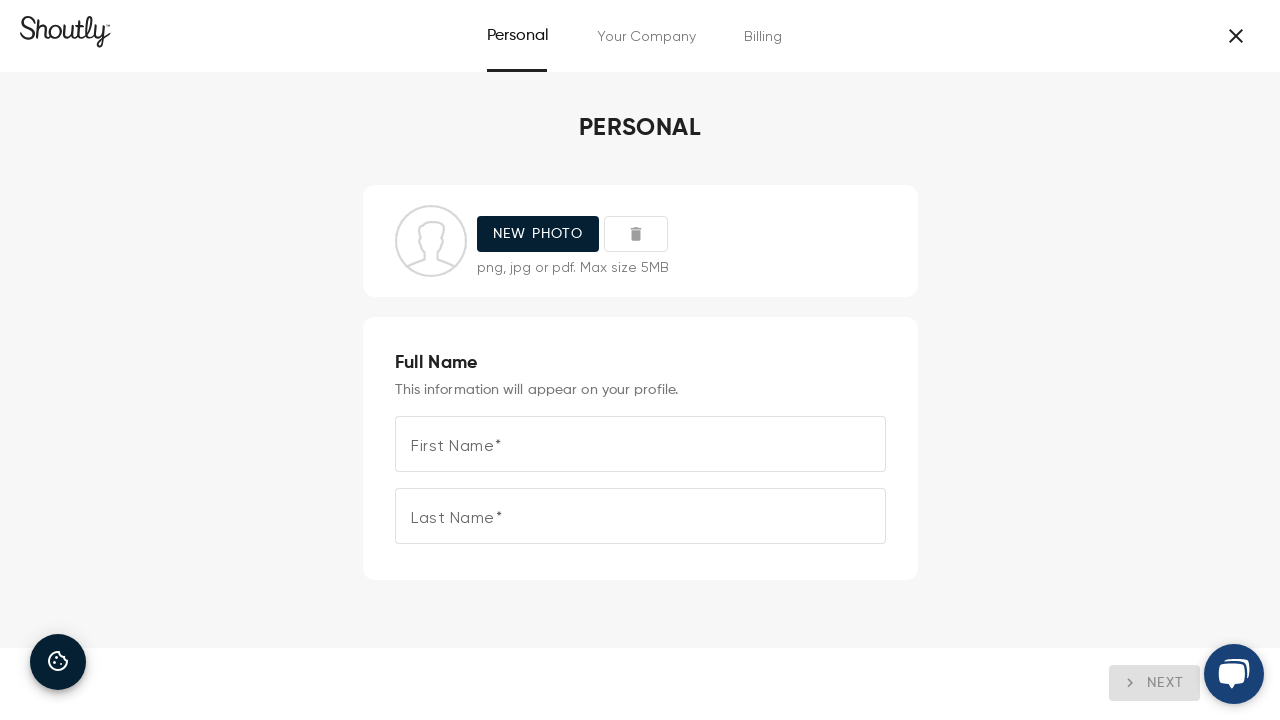 Shoutly
Personal
Your Company
Billing
PERSONAL
NEW PHOTO
png, jpg or pdf. Max size 5MB
Full Name
This information will appear on your profile.
First Name*
Last Name*
NEXT